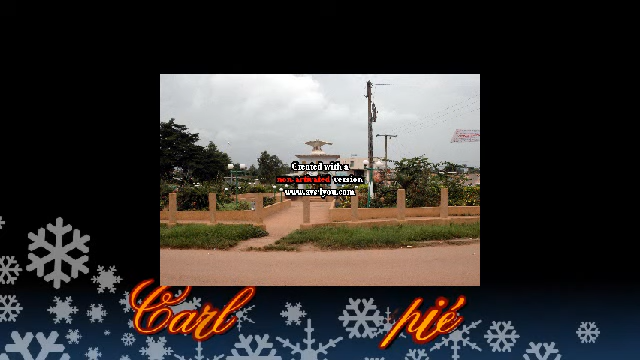 Created with a
non-activated version
www.avs4you.com
Carl pié